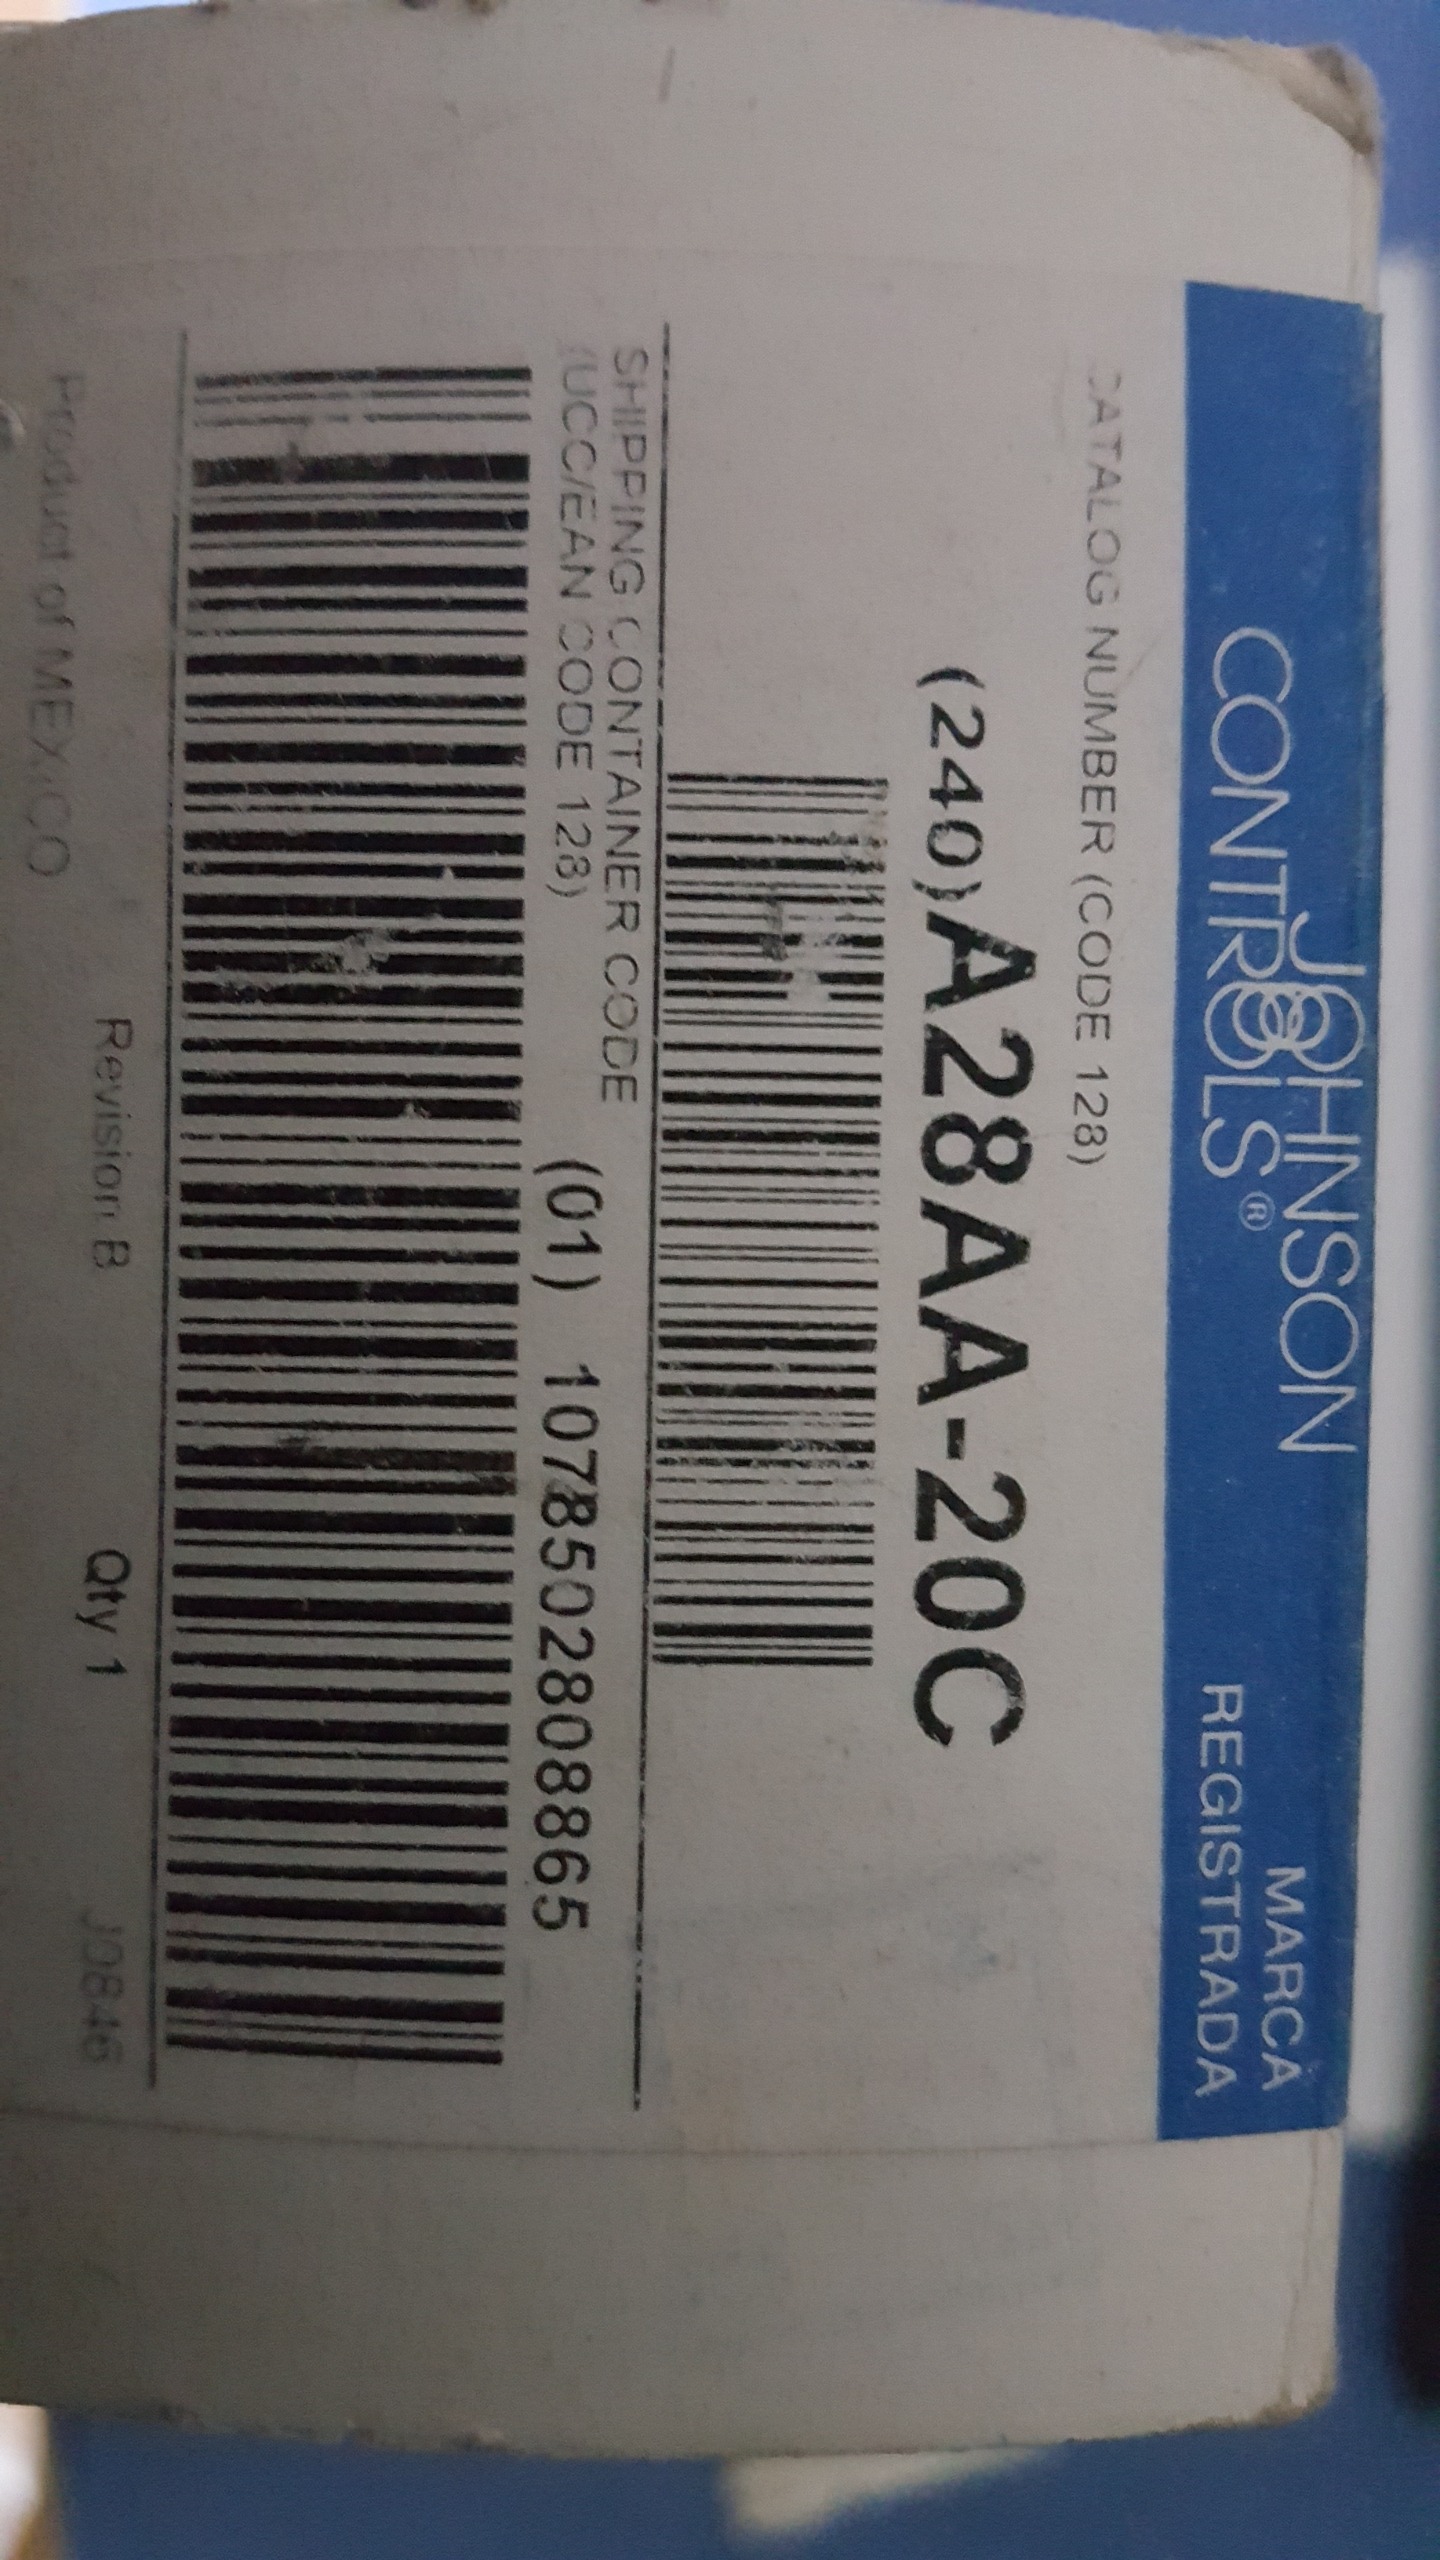 JOHNSON
CONTROLS®
MARCA
REGISTRADA
CATALOG NUMBER (CODE 128)
(240)A28AA-20C
SHIPPING CONTAINER CODE
(UCC/EAN CODE 128)
(01) 10785028808865
Revision B
Qty 1
J0846
Product of MEXICO